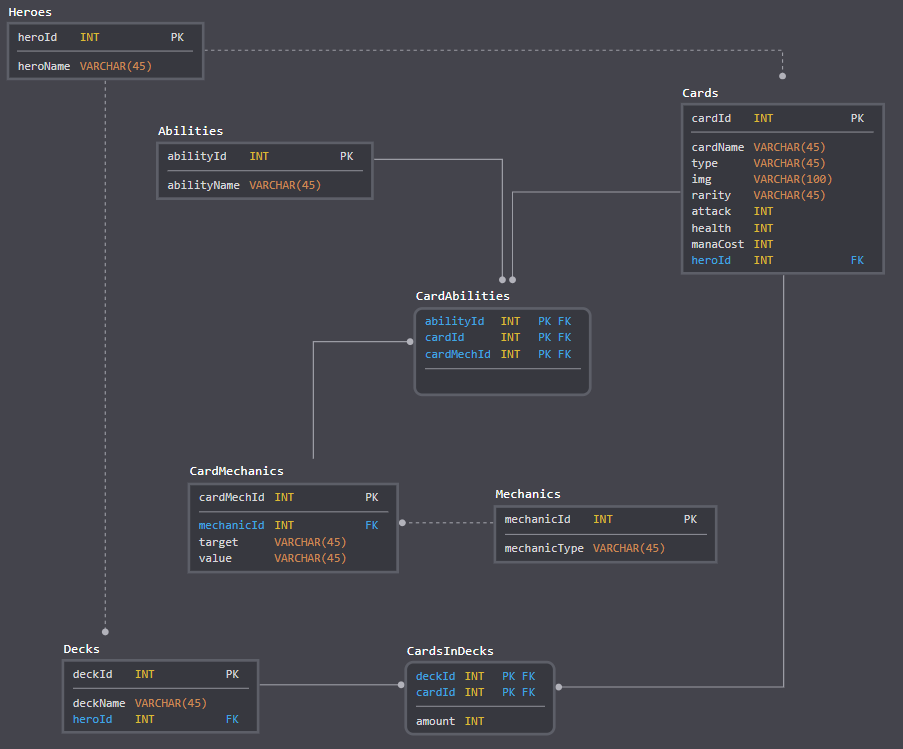 Heroes
heroId INT PK
heroName VARCHAR(45)
Cards
cardId INT PK
cardName VARCHAR(45)
type VARCHAR(45)
img VARCHAR(100)
rarity VARCHAR(45)
attack INT
health INT
manaCost INT
heroId INT FK
Abilities
abilityId INT PK
abilityName VARCHAR(45)
CardAbilities
abilityId INT PK FK
cardId INT PK FK
cardMechId INT PK FK
CardMechanics
cardMechId INT PK
mechanicId INT FK
target VARCHAR(45)
value VARCHAR(45)
Mechanics
mechanicId INT PK
mechanicType VARCHAR(45)
Decks
deckId INT PK
deckName VARCHAR(45)
heroId INT FK
CardsInDecks
deckId INT PK FK
cardId INT PK FK
amount INT